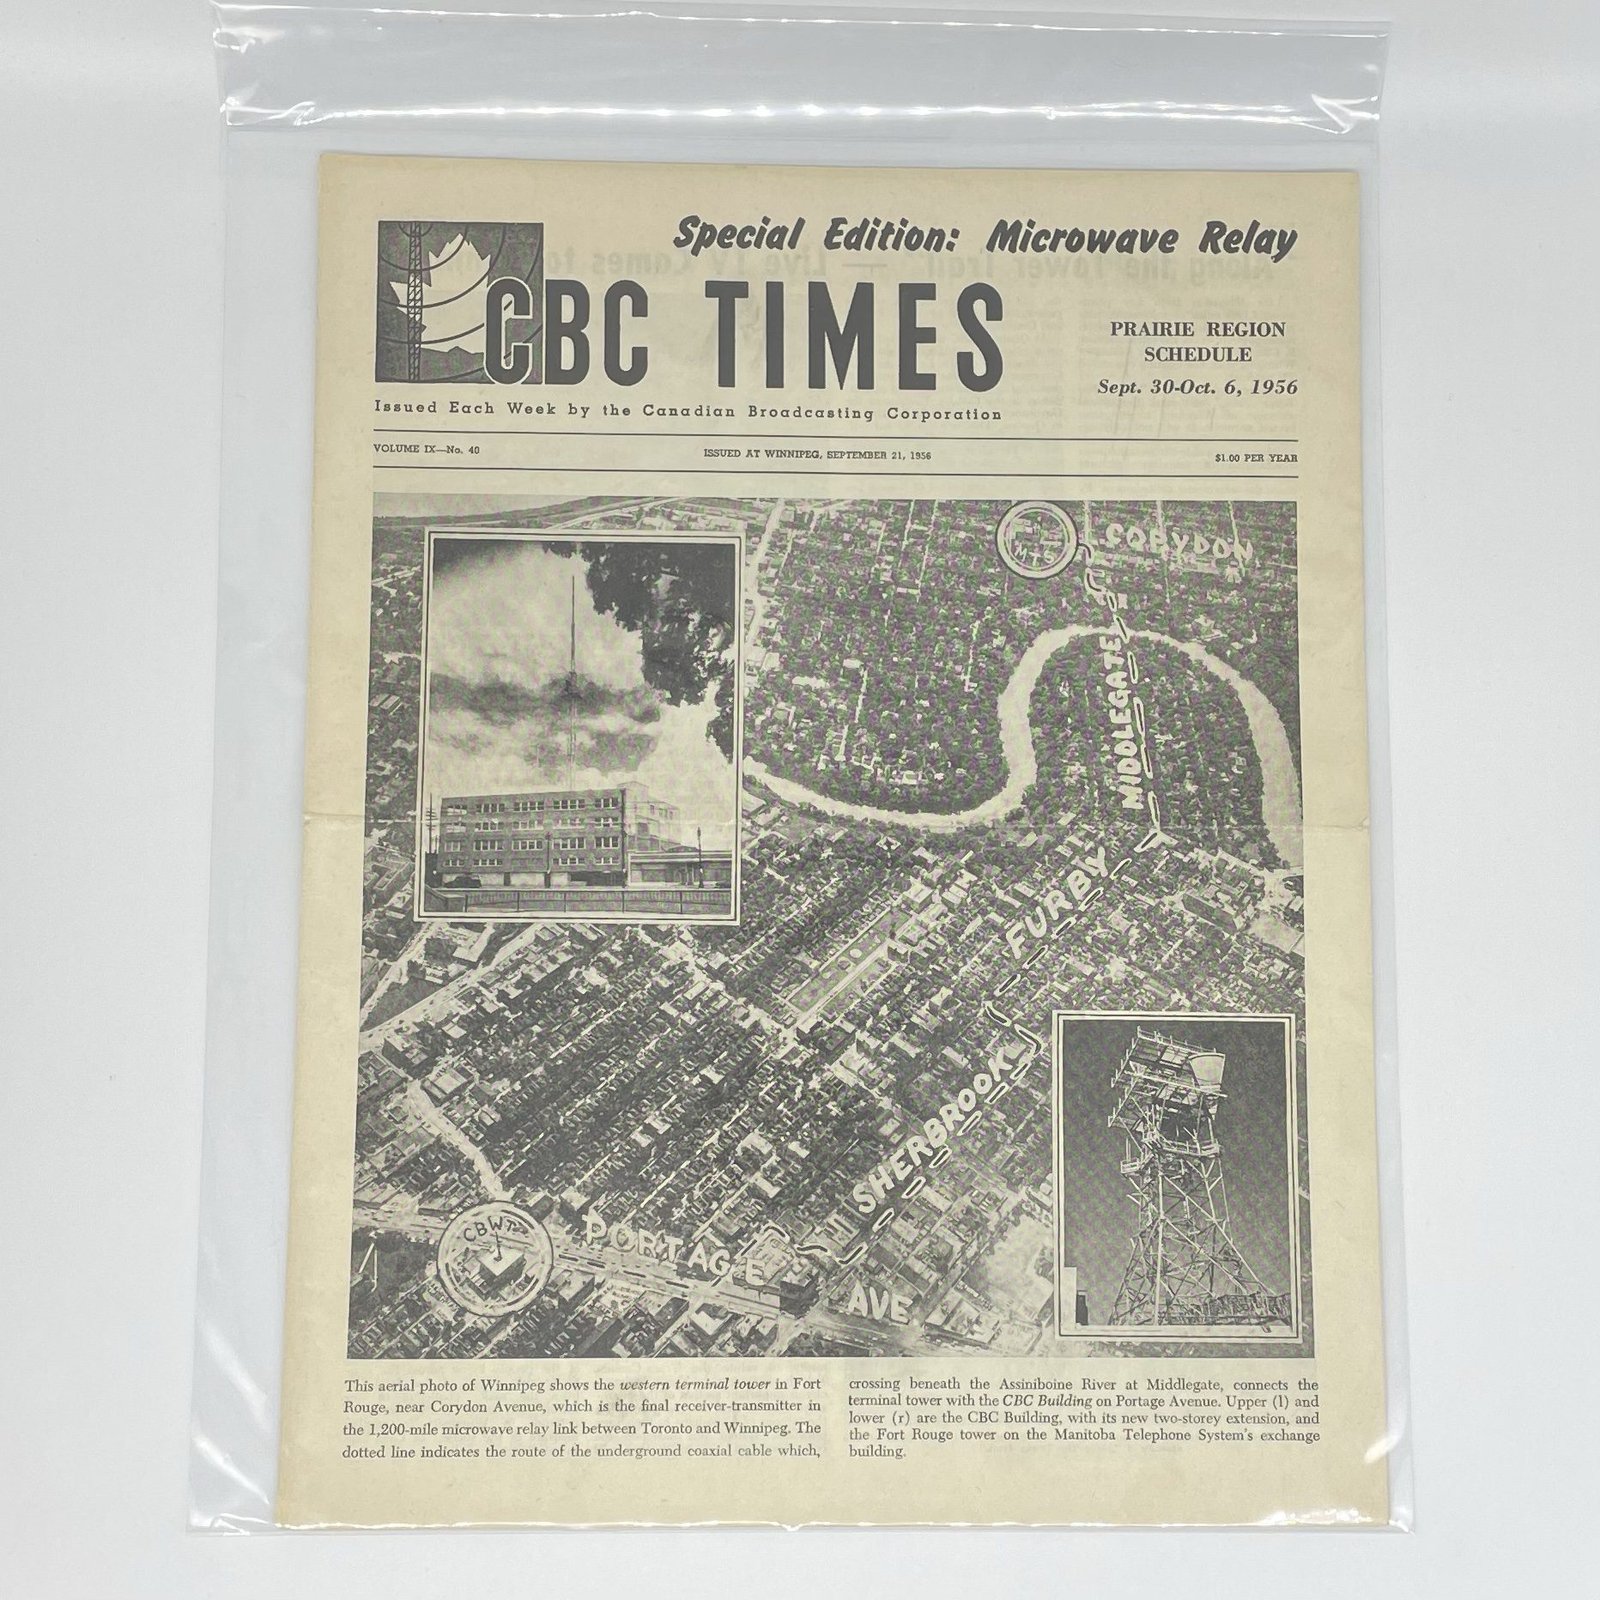 Special Edition: Microwave Relay
CBC TIMES
PRAIRIE REGION
SCHEDULE
Sept. 30-Oct. 6, 1956
Issued Each Week by the Canadian Broadcasting Corporation
VOLUME IX—No. 40
ISSUED AT WINNIPEG, SEPTEMBER 21, 1956
$1.00 PER YEAR
MTS
CORYDON
MIDDLEGATE
FURBY
SHERBROOK
CBWT
PORTAGE
AVE
This aerial photo of Winnipeg shows the western terminal tower in Fort
Rouge, near Corydon Avenue, which is the final receiver-transmitter in
the 1,200-mile microwave relay link between Toronto and Winnipeg. The
dotted line indicates the route of the underground coaxial cable which,
crossing beneath the Assiniboine River at Middlegate, connects the
terminal tower with the CBC Building on Portage Avenue. Upper (l) and
lower (r) are the CBC Building, with its new two-storey extension, and
the Fort Rouge tower on the Manitoba Telephone System's exchange
building.